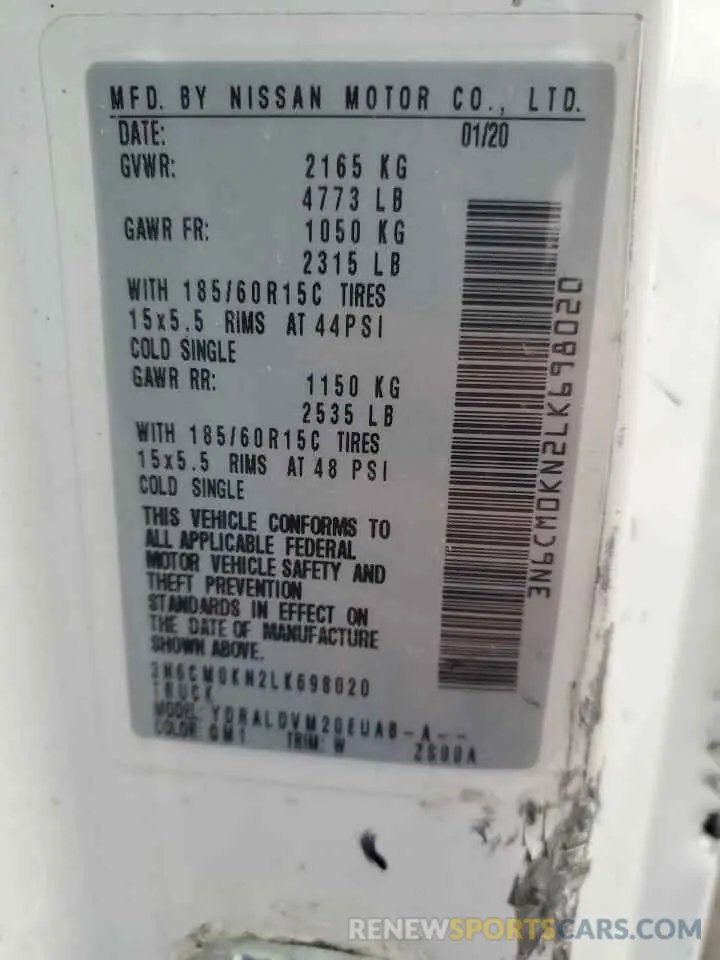 MFD. BY NISSAN MOTOR CO., LTD.
DATE: 01/20
GVWR: 2165 KG
4773 LB
GAWR FR: 1050 KG
2315 LB
WITH 185/60R15C TIRES
15x5.5 RIMS AT 44PSI
COLD SINGLE
GAWR RR: 1150 KG
2535 LB
WITH 185/60R15C TIRES
15x5.5 RIMS AT 48 PSI
COLD SINGLE
THIS VEHICLE CONFORMS TO
ALL APPLICABLE FEDERAL
MOTOR VEHICLE SAFETY AND
THEFT PREVENTION
STANDARDS IN EFFECT ON
THE DATE OF MANUFACTURE
SHOWN ABOVE.
3N6CM0KN2LK698020
TRUCK
MODEL:
COLOR: QM1 TRIM: W
3N6CM0KN2LK698020
RENEWSPORTSCARS.COM